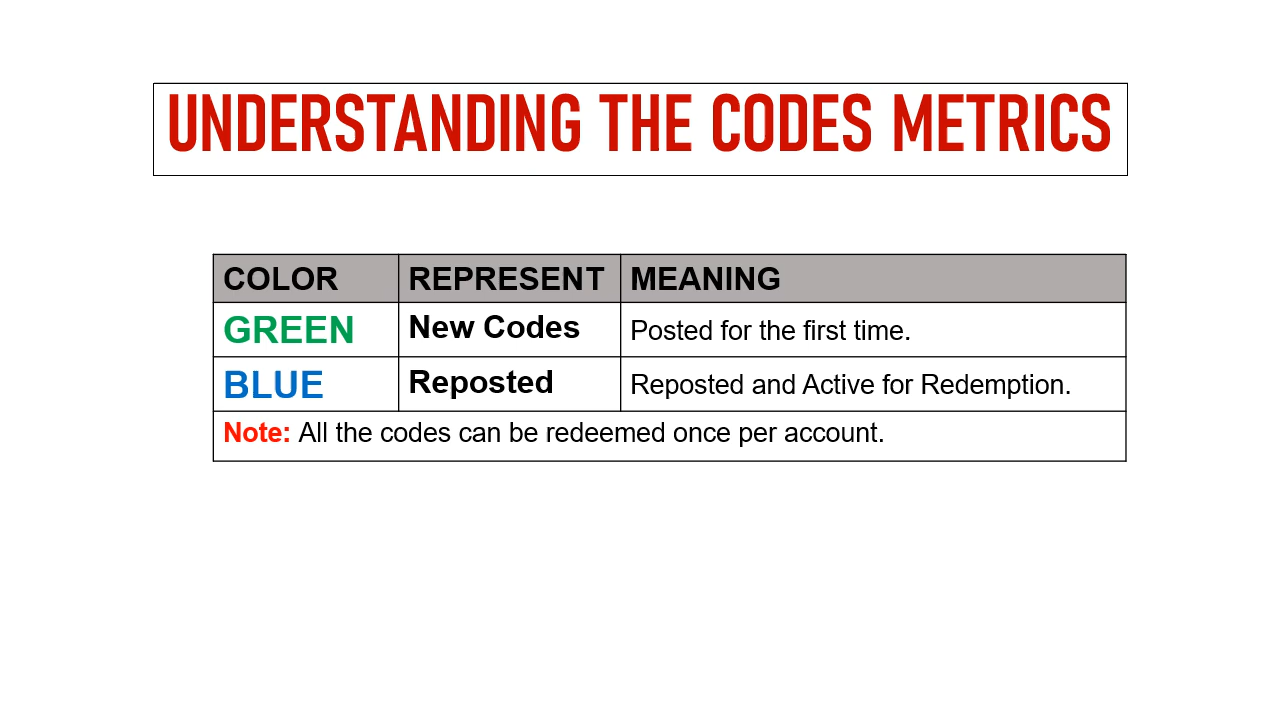 UNDERSTANDING THE CODES METRICS
COLOR REPRESENT MEANING
GREEN New Codes Posted for the first time.
BLUE Reposted Reposted and Active for Redemption.
Note: All the codes can be redeemed once per account.